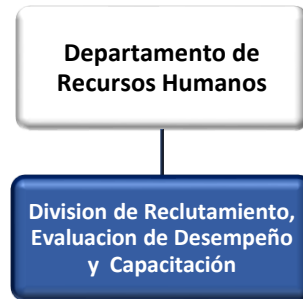 Departamento de
Recursos Humanos
Division de Reclutamiento,
Evaluacion de Desempeño
y Capacitación